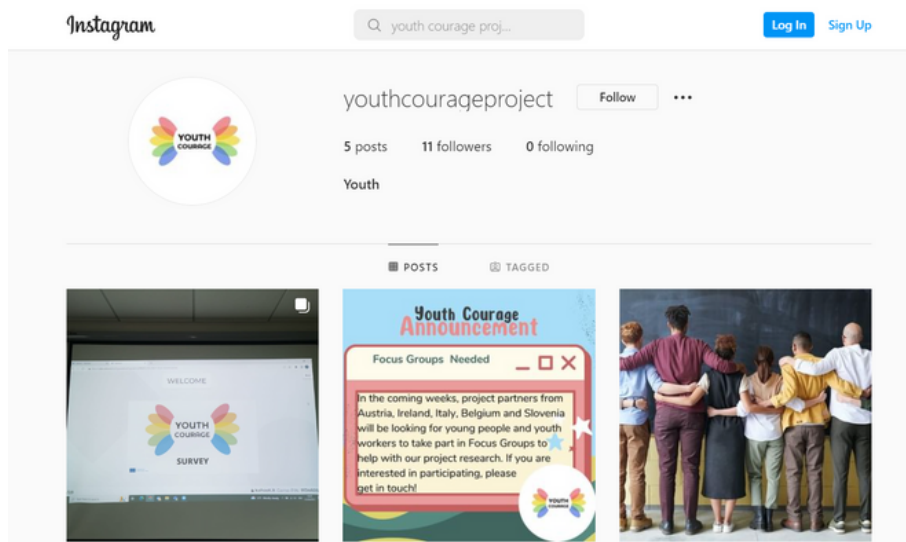 Instagram
youth courage proj...
Log In
Sign Up
youthcourageproject
Follow
5 posts
11 followers
0 following
Youth
POSTS
TAGGED
YOUTH
COURAGE
WELCOME
YOUTH
COURAGE
SURVEY
Youth Courage
Announcement
Focus Groups Needed
In the coming weeks, project partners from
Austria, Ireland, Italy, Belgium and Slovenia
will be looking for young people and youth
workers to take part in Focus Groups to
help with our project research. If you are
interested in participating, please
get in touch!
YOUTH
COURAGE